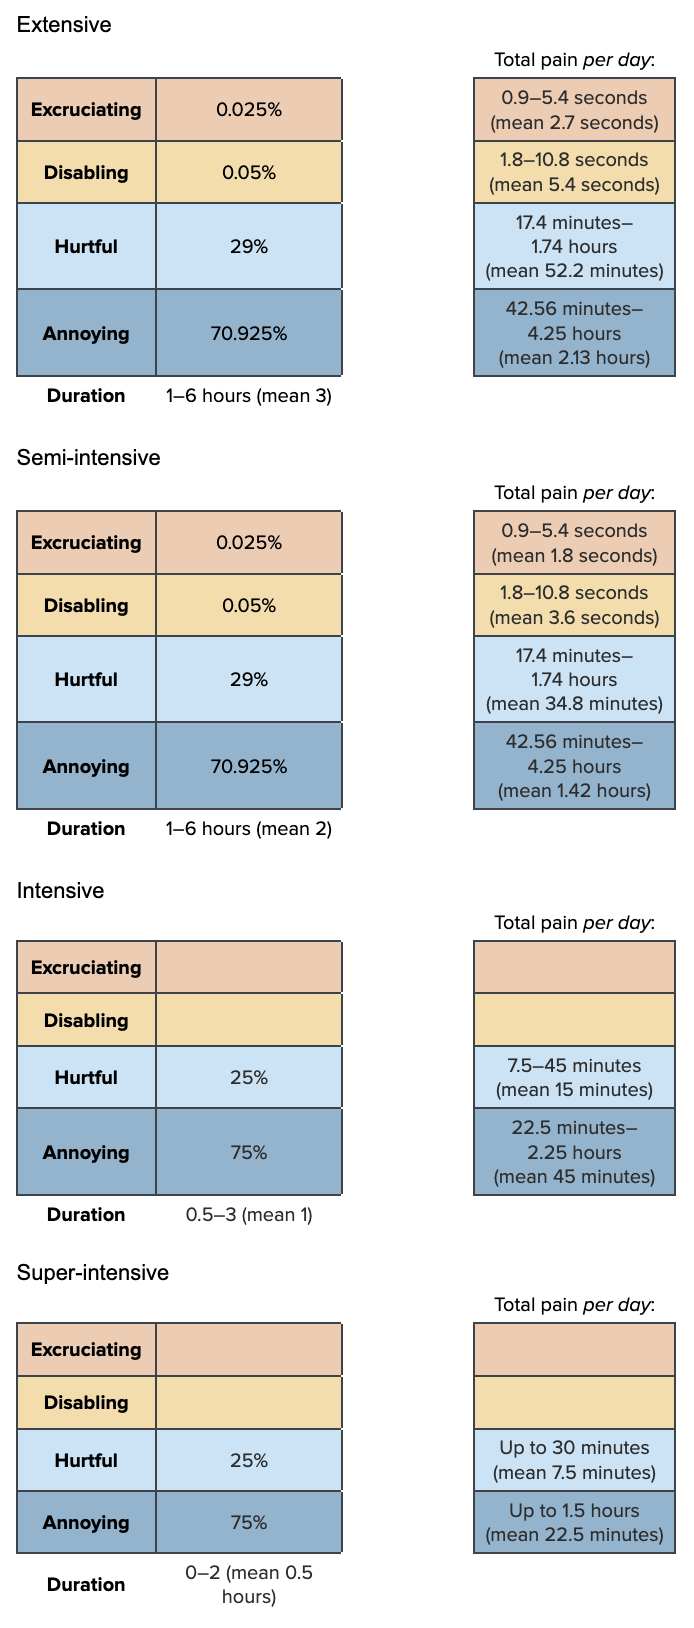 Extensive
Total pain per day:
Excruciating 0.025% 0.9–5.4 seconds
(mean 2.7 seconds)
Disabling 0.05% 1.8–10.8 seconds
(mean 5.4 seconds)
Hurtful 29% 17.4 minutes–
1.74 hours
(mean 52.2 minutes)
Annoying 70.925% 42.56 minutes–
4.25 hours
(mean 2.13 hours)
Duration 1–6 hours (mean 3)
Semi-intensive
Total pain per day:
Excruciating 0.025% 0.9–5.4 seconds
(mean 1.8 seconds)
Disabling 0.05% 1.8–10.8 seconds
(mean 3.6 seconds)
Hurtful 29% 17.4 minutes–
1.74 hours
(mean 34.8 minutes)
Annoying 70.925% 42.56 minutes–
4.25 hours
(mean 1.42 hours)
Duration 1–6 hours (mean 2)
Intensive
Total pain per day:
Excruciating
Disabling
Hurtful 25% 7.5–45 minutes
(mean 15 minutes)
Annoying 75% 22.5 minutes–
2.25 hours
(mean 45 minutes)
Duration 0.5–3 (mean 1)
Super-intensive
Total pain per day:
Excruciating
Disabling
Hurtful 25% Up to 30 minutes
(mean 7.5 minutes)
Annoying 75% Up to 1.5 hours
(mean 22.5 minutes)
Duration 0–2 (mean 0.5
hours)